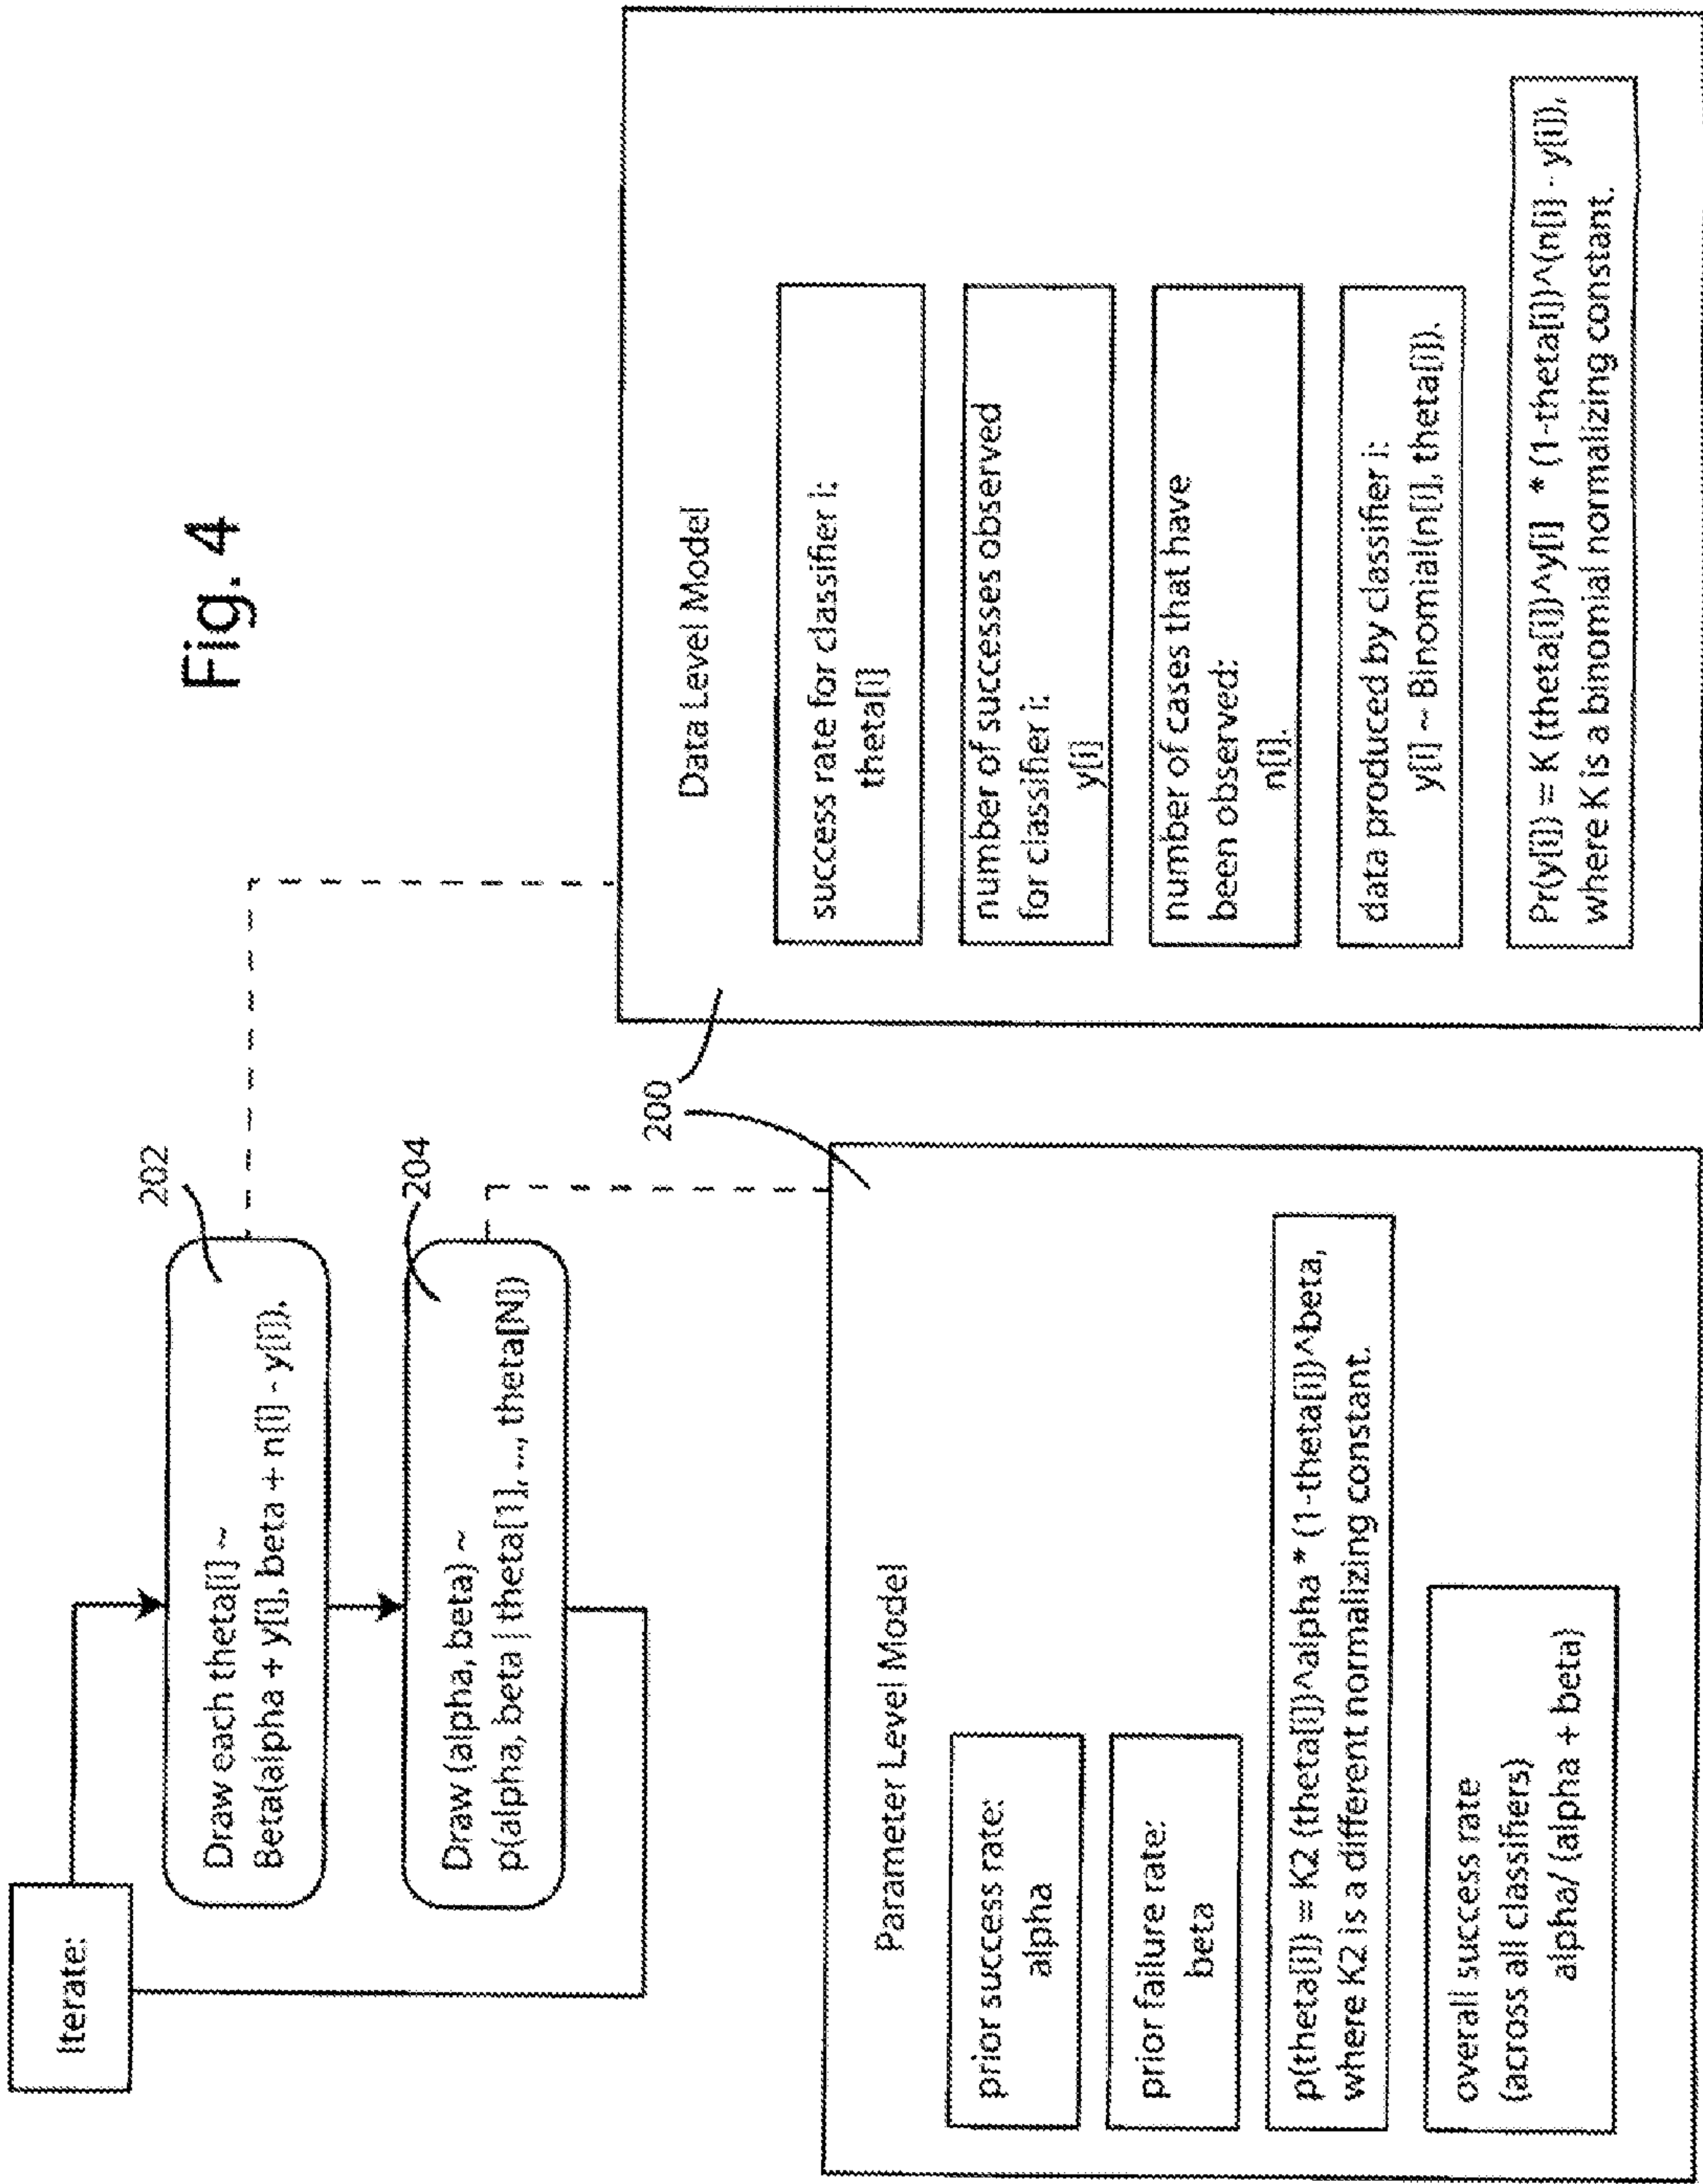 Fig. 4
Iterate:
202
Draw each theta[i] ~
Beta(alpha + y[i], beta + n[i] - y[i]).
204
Draw (alpha, beta) ~
p(alpha, beta | theta[1], ..., theta[N])
200
Parameter Level Model
prior success rate:
alpha
prior failure rate:
beta
p(theta[i]) = K2 (theta[i])^alpha * (1-theta[i])^beta,
where K2 is a different normalizing constant.
overall success rate
(across all classifiers)
alpha/ (alpha + beta)
Data Level Model
success rate for classifier i:
theta[i]
number of successes observed
for classifier i:
y[i]
number of cases that have
been observed:
n[i].
data produced by classifier i:
y[i] ~ Binomial(n[i], theta[i]).
Pr(y[i]) = K (theta[i])^y[i] * (1-theta[i])^(n[i] - y[i]),
where K is a binomial normalizing constant.